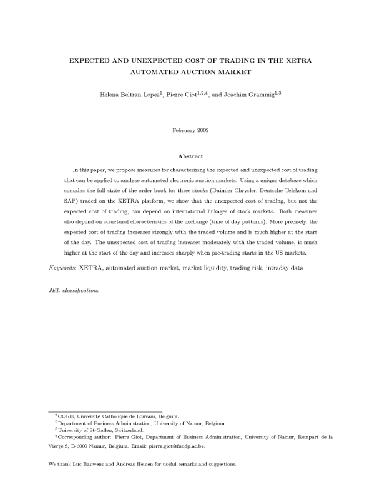 EXPECTED AND UNEXPECTED COST OF TRADING IN THE XETRA
AUTOMATED AUCTION MARKET
Helena Beltran Lopez¹, Pierre Giot¹,²,⁴, and Joachim Grammig¹,³
February 2005
Abstract
In this paper, we propose measures for characterizing the expected and unexpected cost of trading
that can be applied to analyze automated electronic auction markets. Using a unique database which
contains the full state of the order book for three stocks (Daimler Chrysler, Deutsche Telekom and
SAP) traded on the XETRA platform, we show that the unexpected cost of trading, but not the
expected cost of trading, can depend on international linkages of stock markets. Both measures
also depend on structural characteristics of the exchange (time of day patterns). More precisely, the
expected cost of trading increases strongly with the traded volume and is much higher at the start
of the day. The unexpected cost of trading increases moderately with the traded volume, is much
higher at the start of the day and increases sharply when pre-trading starts in the US markets.
Keywords: XETRA, automated auction market, market liquidity, trading risk, intraday data
JEL classification:
¹ CORE, Université Catholique de Louvain, Belgium.
² Department of Business Administration, University of Namur, Belgium
³ University of St-Gallen, Switzerland.
⁴ Corresponding author: Pierre Giot, Department of Business Administration, University of Namur, Rempart de la
Vierge 8, B-5000 Namur, Belgium. Email: pierre.giot@fundp.ac.be.
We thank Luc Bauwens and Andreas Heinen for useful remarks and suggestions.